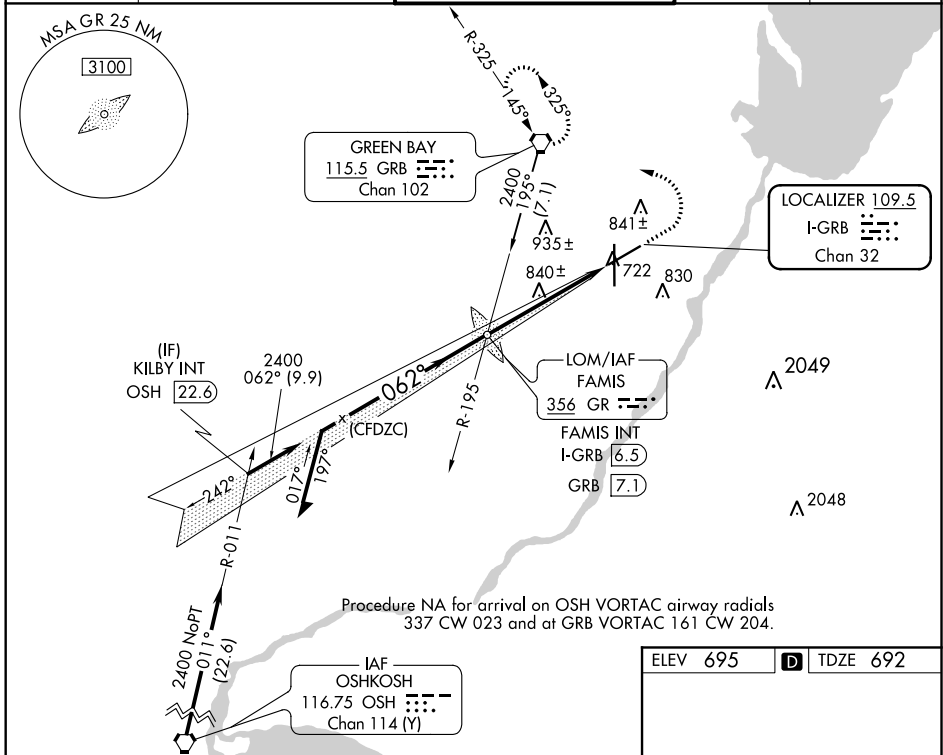 MSA GR 25 NM
3100
R-325
145°
325°
GREEN BAY
115.5 GRB
Chan 102
2400
195°
(7.1)
935±
841±
840±
722
830
LOCALIZER 109.5
I-GRB
Chan 32
(IF)
KILBY INT
OSH 22.6
2400
062° (9.9)
062°
(CFDZC)
R-195
LOM/IAF
FAMIS
356 GR
FAMIS INT
I-GRB 6.5
GRB 7.1
2049
2048
242°
017°
197°
R-011
2400 NoPT
011°
(22.6)
Procedure NA for arrival on OSH VORTAC airway radials
337 CW 023 and at GRB VORTAC 161 CW 204.
IAF
OSHKOSH
116.75 OSH
Chan 114 (Y)
ELEV 695 D TDZE 692